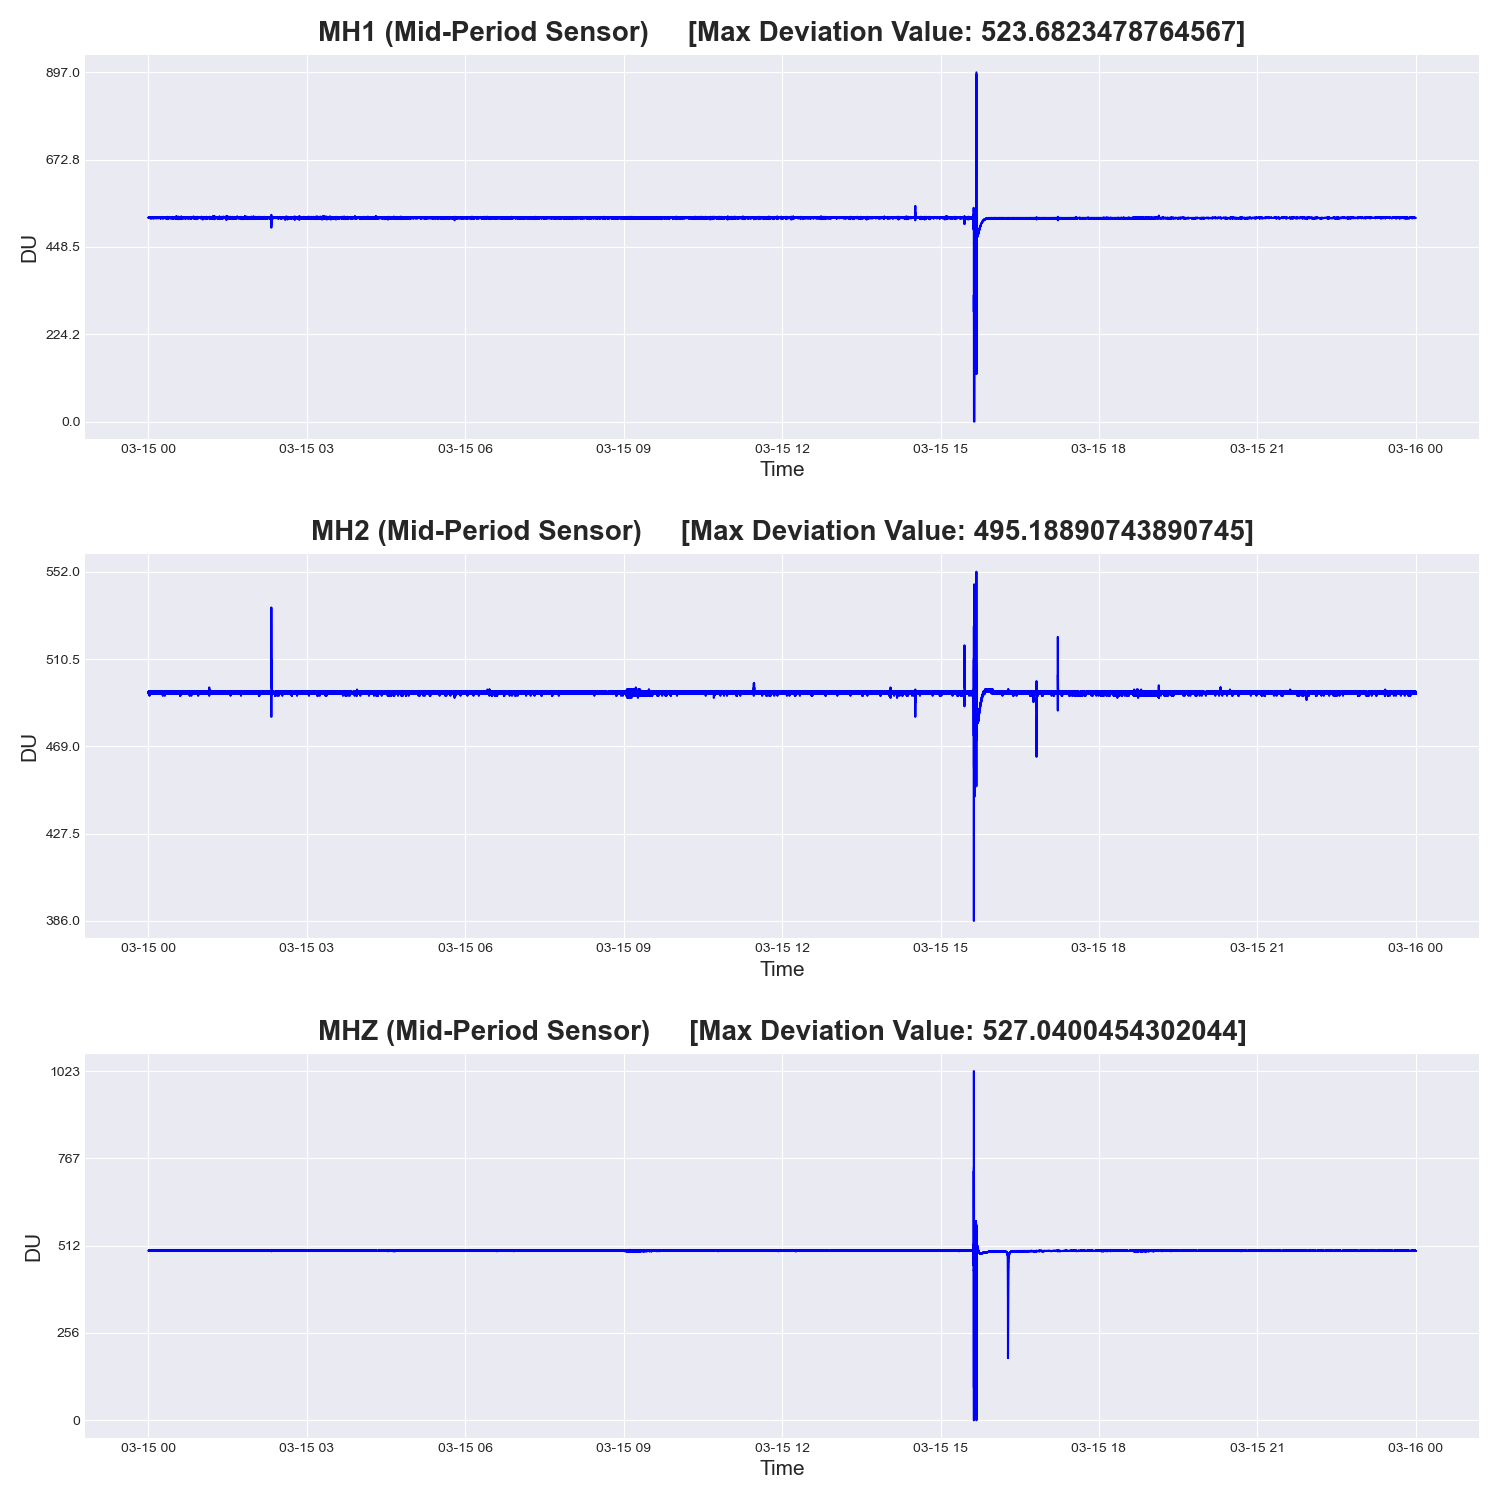 MH1 (Mid-Period Sensor) [Max Deviation Value: 523.6823478764567]
897.0
672.8
448.5
224.2
0.0
DU
03-15 00 03-15 03 03-15 06 03-15 09 03-15 12 03-15 15 03-15 18 03-15 21 03-16 00
Time
MH2 (Mid-Period Sensor) [Max Deviation Value: 495.18890743890745]
552.0
510.5
469.0
427.5
386.0
DU
03-15 00 03-15 03 03-15 06 03-15 09 03-15 12 03-15 15 03-15 18 03-15 21 03-16 00
Time
MHZ (Mid-Period Sensor) [Max Deviation Value: 527.0400454302044]
1023
767
512
256
0
DU
03-15 00 03-15 03 03-15 06 03-15 09 03-15 12 03-15 15 03-15 18 03-15 21 03-16 00
Time